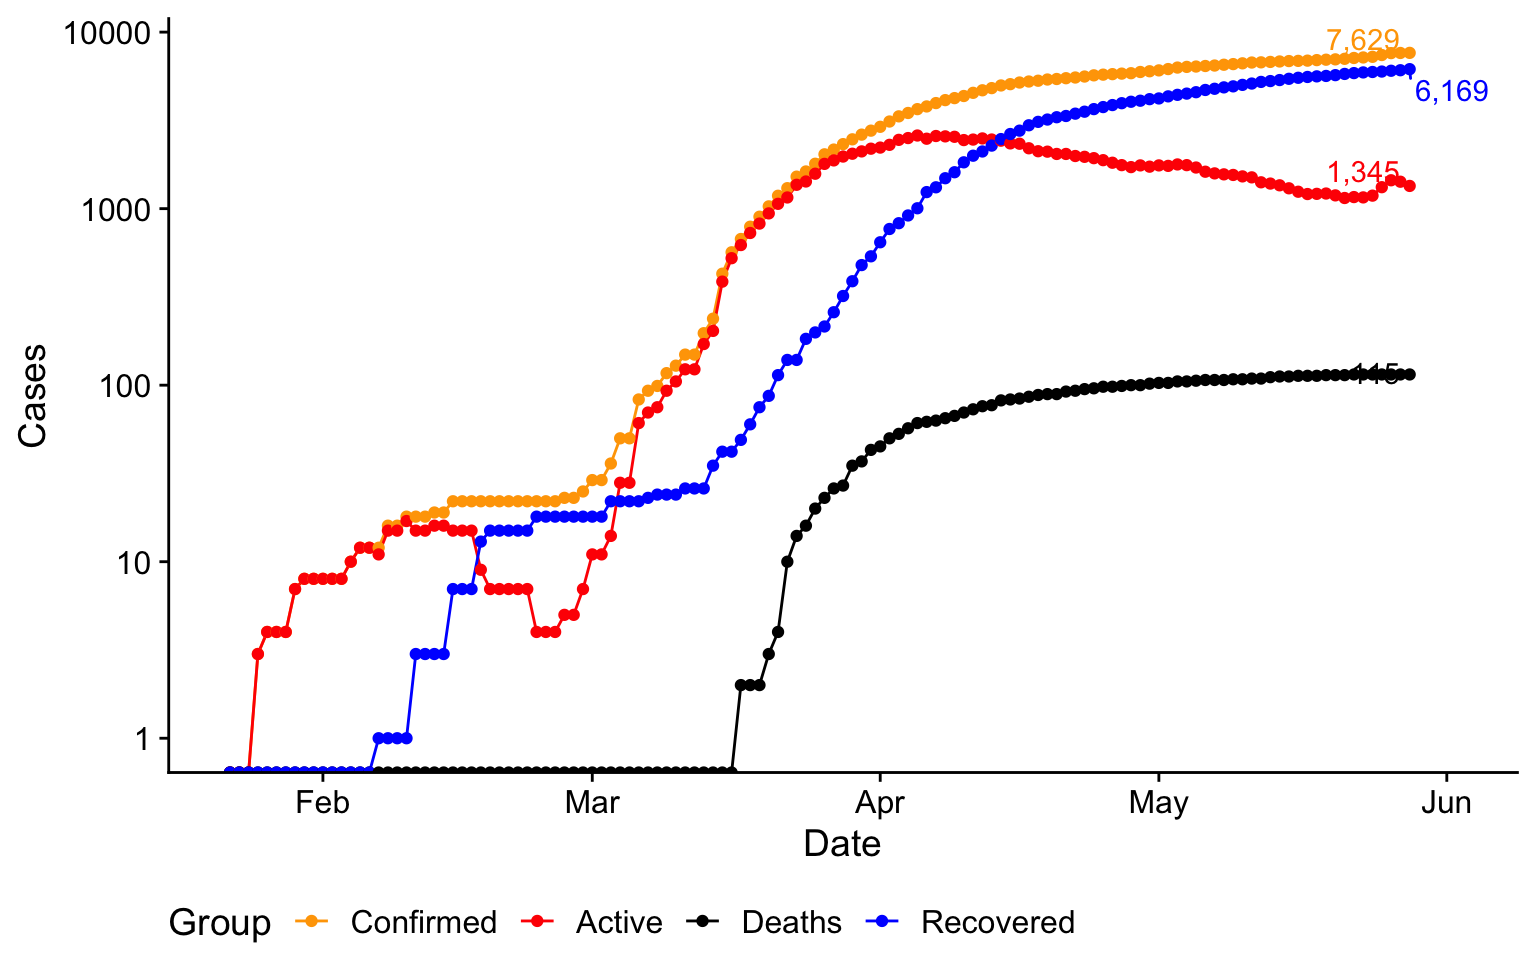 10000
1000
100
10
1
Cases
7,629
6,169
1,345
115
Feb Mar Apr May Jun
Date
Group Confirmed Active Deaths Recovered